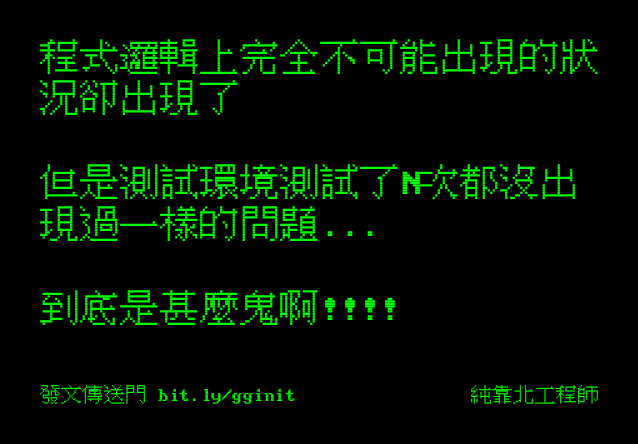 程式邏輯上完全不可能出現的狀
況卻出現了
但是測試環境測試了N次都沒出
現過一樣的問題...
到底是甚麼鬼啊!!!!
發文傳送門 bit.ly/gginit
純靠北工程師